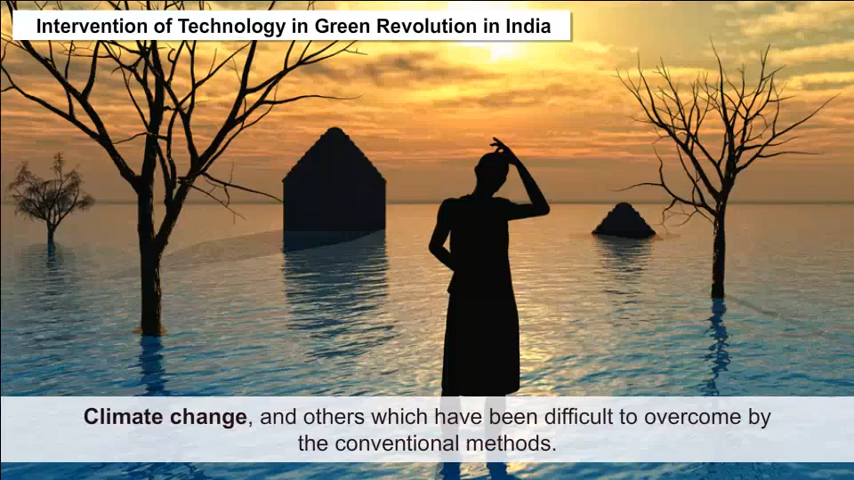 Intervention of Technology in Green Revolution in India
Climate change, and others which have been difficult to overcome by
the conventional methods.